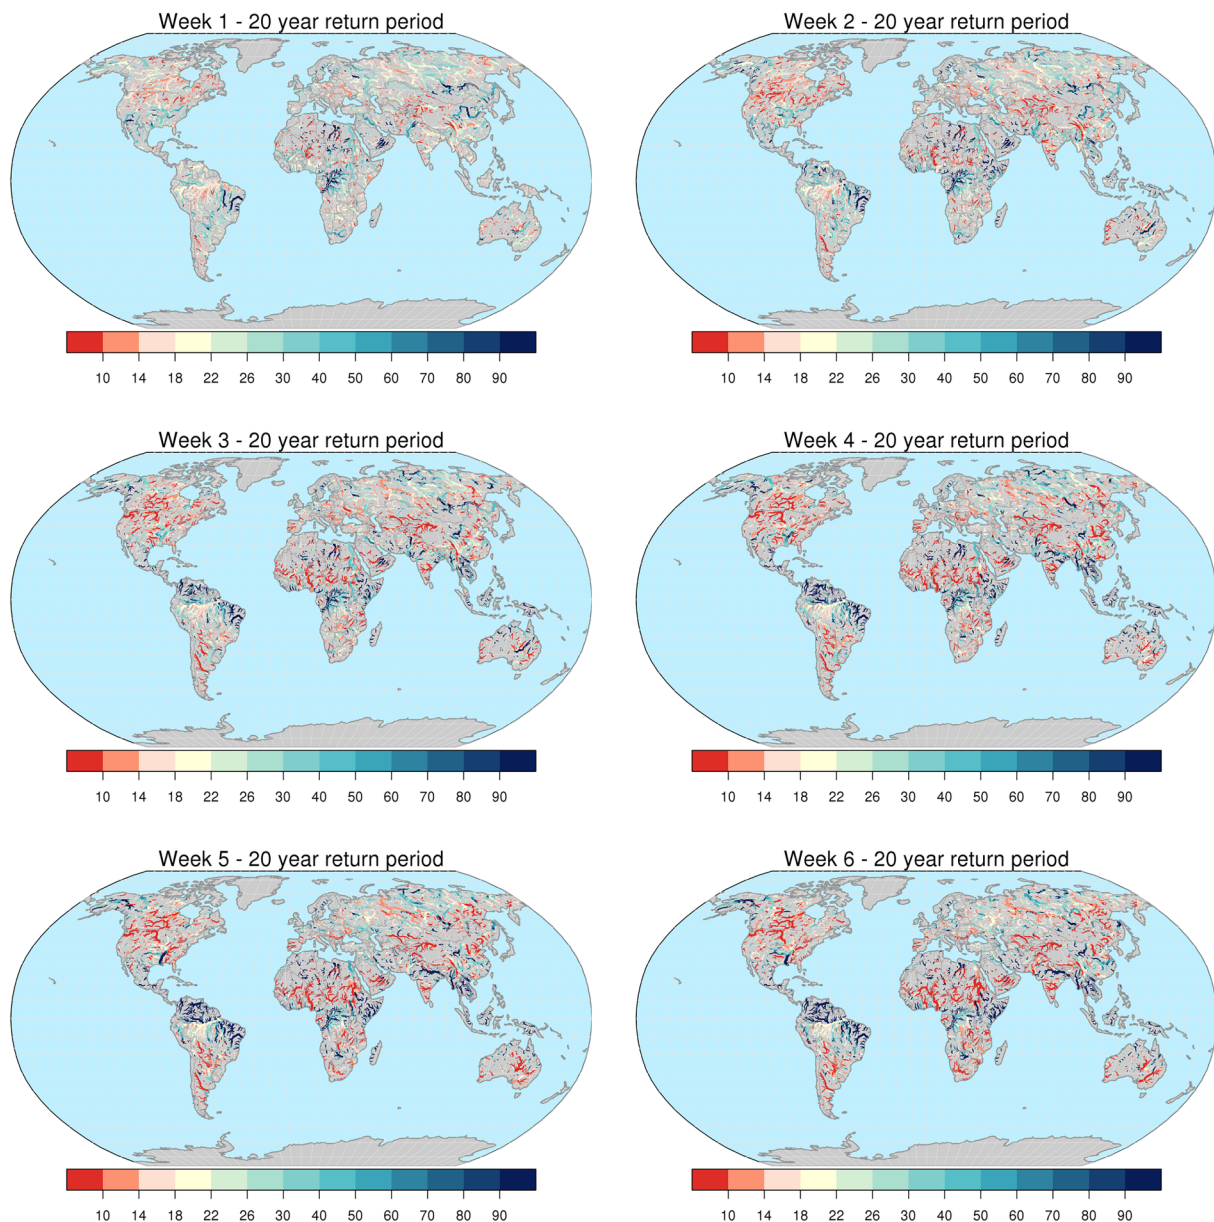 Week 1 - 20 year return period
Week 2 - 20 year return period
10 14 18 22 26 30 40 50 60 70 80 90
10 14 18 22 26 30 40 50 60 70 80 90
Week 3 - 20 year return period
Week 4 - 20 year return period
10 14 18 22 26 30 40 50 60 70 80 90
10 14 18 22 26 30 40 50 60 70 80 90
Week 5 - 20 year return period
Week 6 - 20 year return period
10 14 18 22 26 30 40 50 60 70 80 90
10 14 18 22 26 30 40 50 60 70 80 90